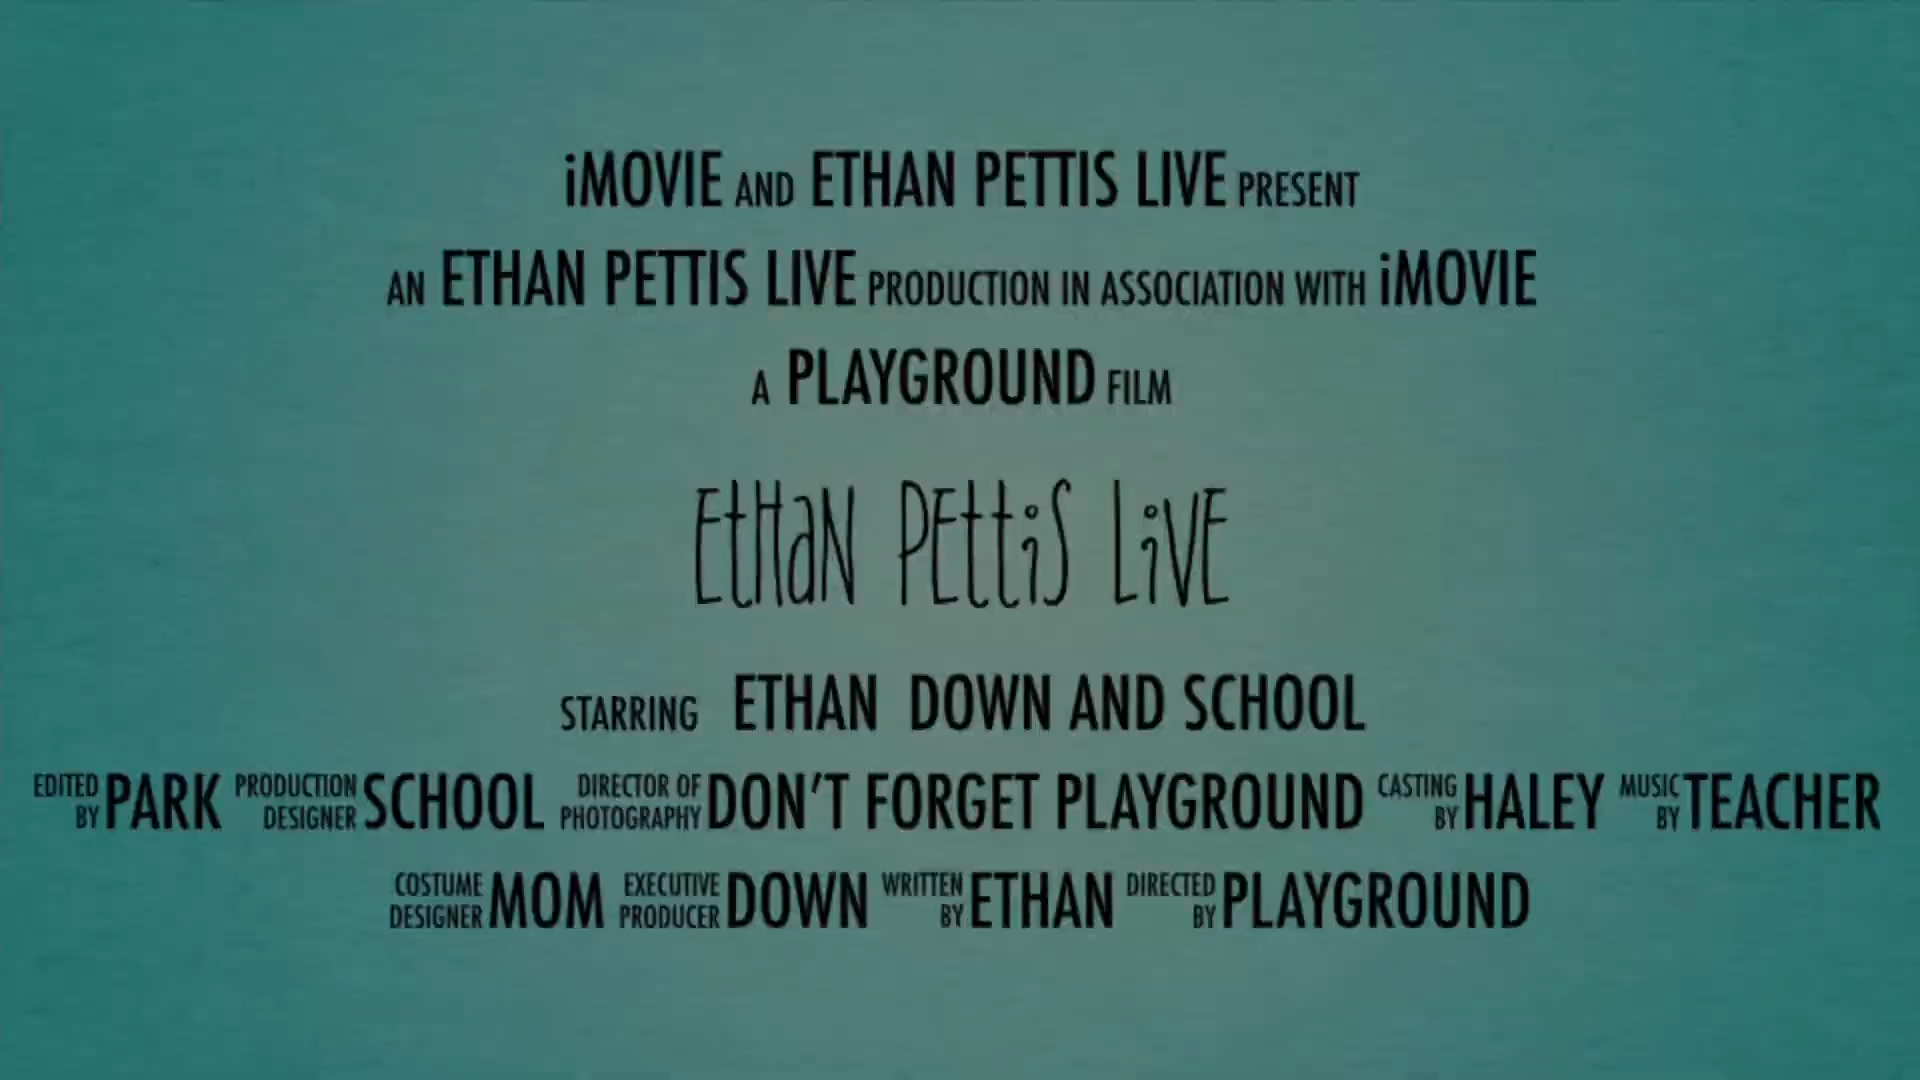 iMOVIE AND ETHAN PETTIS LIVE PRESENT
AN ETHAN PETTIS LIVE PRODUCTION IN ASSOCIATION WITH iMOVIE
A PLAYGROUND FILM
EtHaN PEttiS LiVE
STARRING ETHAN DOWN AND SCHOOL
EDITED BY PARK PRODUCTION DESIGNER SCHOOL DIRECTOR OF PHOTOGRAPHY DON'T FORGET PLAYGROUND CASTING BY HALEY MUSIC BY TEACHER
COSTUME DESIGNER MOM EXECUTIVE PRODUCER DOWN WRITTEN BY ETHAN DIRECTED BY PLAYGROUND